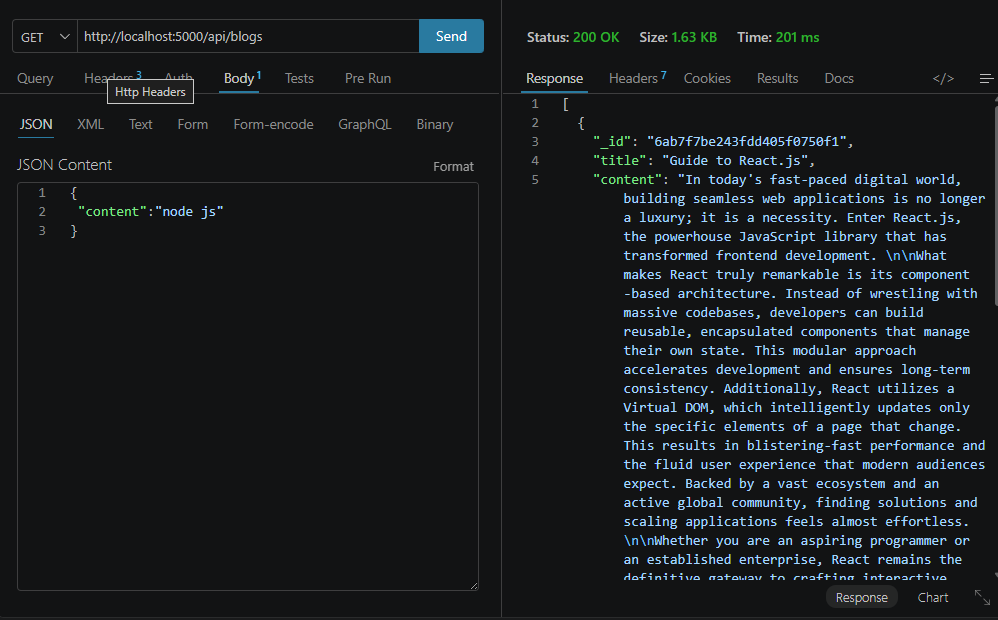 GET http://localhost:5000/api/blogs Send
Query Headers 3 Auth Body 1 Tests Pre Run
Http Headers
JSON XML Text Form Form-encode GraphQL Binary
JSON Content Format
1 {
2 "content":"node js"
3 }
Status: 200 OK Size: 1.63 KB Time: 201 ms
Response Headers 7 Cookies Results Docs </>
1 [
2 {
3 "_id": "6ab7f7be243fdd405f0750f1",
4 "title": "Guide to React.js",
5 "content": "In today's fast-paced digital world,
building seamless web applications is no longer
a luxury; it is a necessity. Enter React.js,
the powerhouse JavaScript library that has
transformed frontend development. \n\nWhat
makes React truly remarkable is its component
-based architecture. Instead of wrestling with
massive codebases, developers can build
reusable, encapsulated components that manage
their own state. This modular approach
accelerates development and ensures long-term
consistency. Additionally, React utilizes a
Virtual DOM, which intelligently updates only
the specific elements of a page that change.
This results in blistering-fast performance and
the fluid user experience that modern audiences
expect. Backed by a vast ecosystem and an
active global community, finding solutions and
scaling applications feels almost effortless.
\n\nWhether you are an aspiring programmer or
an established enterprise, React remains the
definitive gateway to crafting interactive
Response Chart